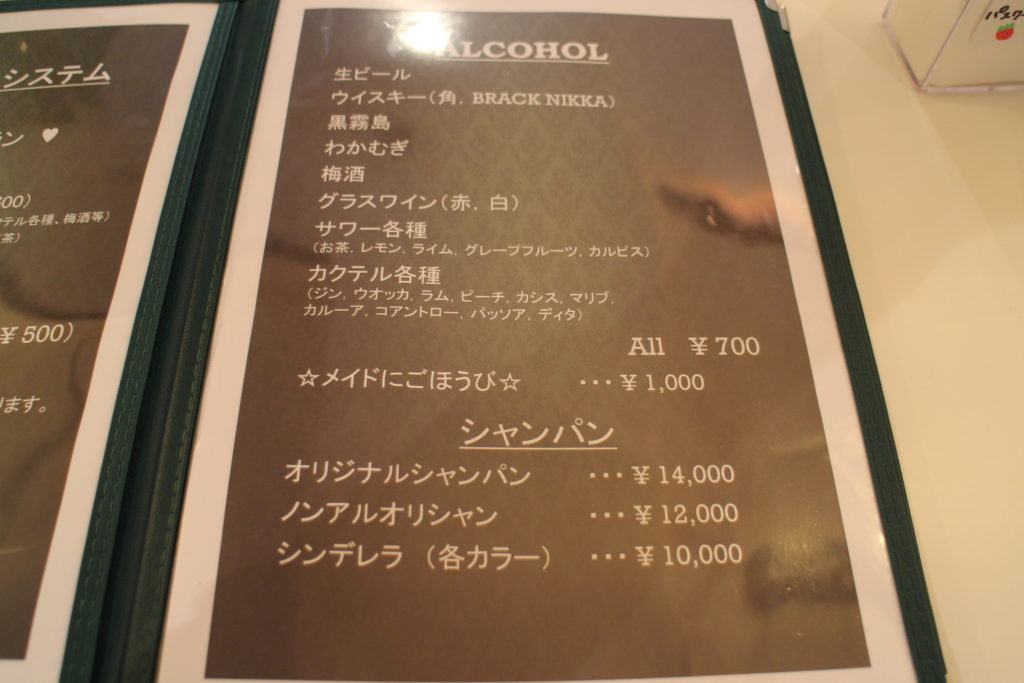 システム
ン ♥
00)
テル各種、梅酒等)
茶)
¥500)
ます。
ALCOHOL
生ビール
ウイスキー(角, BRACK NIKKA)
黒霧島
わかむぎ
梅酒
グラスワイン(赤, 白)
サワー各種
(お茶, レモン, ライム, グレープフルーツ, カルピス)
カクテル各種
(ジン, ウオッカ, ラム, ピーチ, カシス, マリブ,
カルーア, コアントロー, パッソア, ディタ)
All ¥700
☆メイドにごほうび☆ ・・・¥1,000
シャンパン
オリジナルシャンパン ・・・¥14,000
ノンアルオリシャン ・・・¥12,000
シンデレラ (各カラー) ・・・¥10,000
パスワー